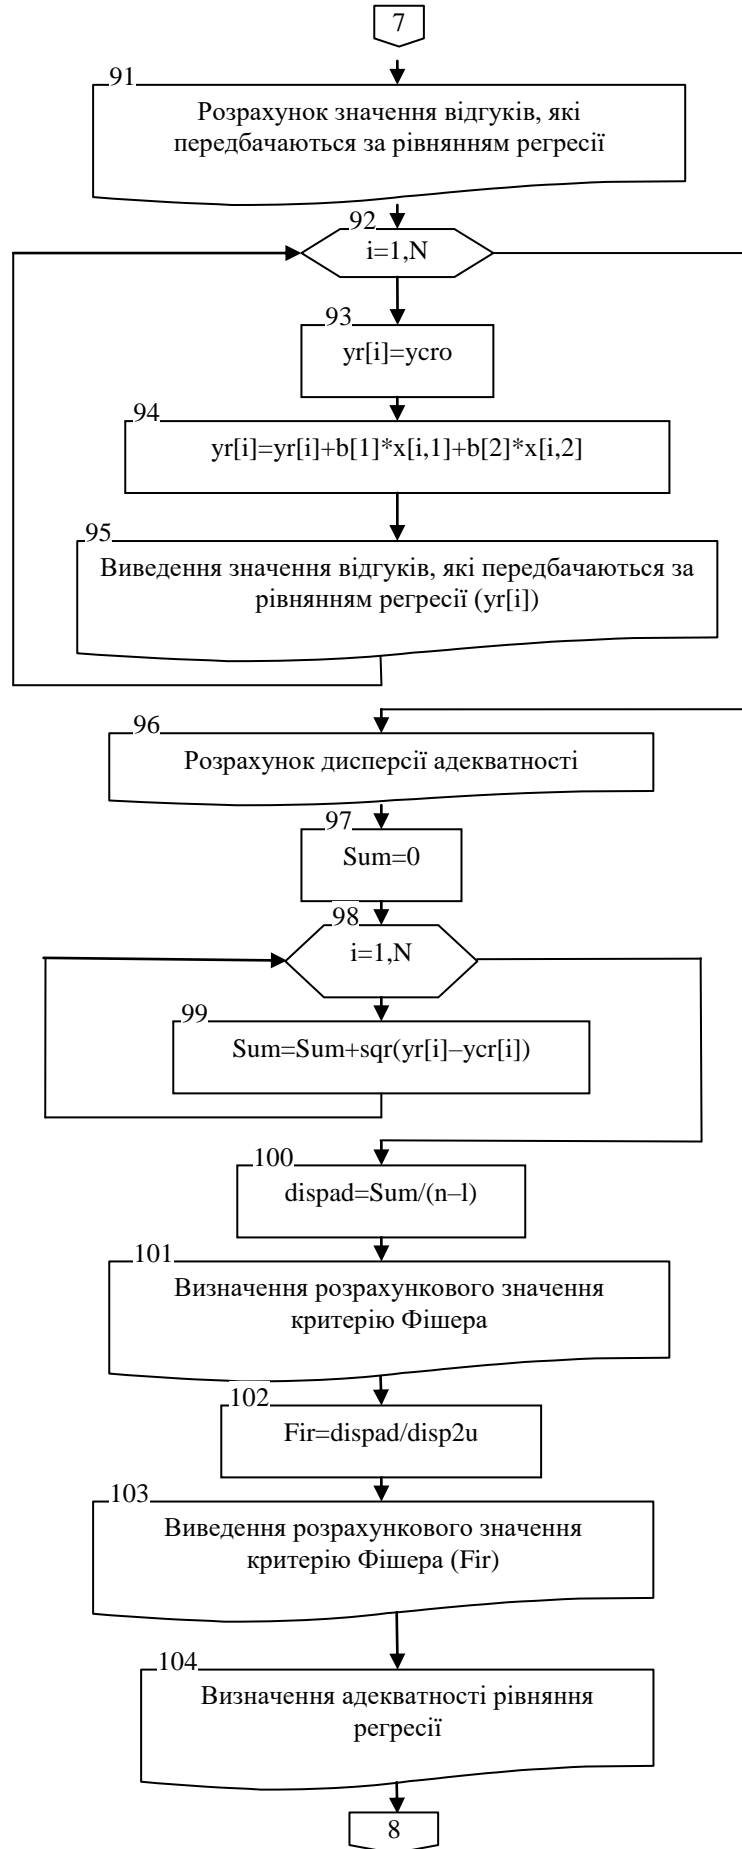 7
91
Розрахунок значення відгуків, які
передбачаються за рівнянням регресії
92
i=1,N
93
yr[i]=ycro
94
yr[i]=yr[i]+b[1]*x[i,1]+b[2]*x[i,2]
95
Виведення значення відгуків, які передбачаються за
рівнянням регресії (yr[i])
96
Розрахунок дисперсії адекватності
97
Sum=0
98
i=1,N
99
Sum=Sum+sqr(yr[i]–ycr[i])
100
dispad=Sum/(n–l)
101
Визначення розрахункового значення
критерію Фішера
102
Fir=dispad/disp2u
103
Виведення розрахункового значення
критерію Фішера (Fir)
104
Визначення адекватності рівняння
регресії
8